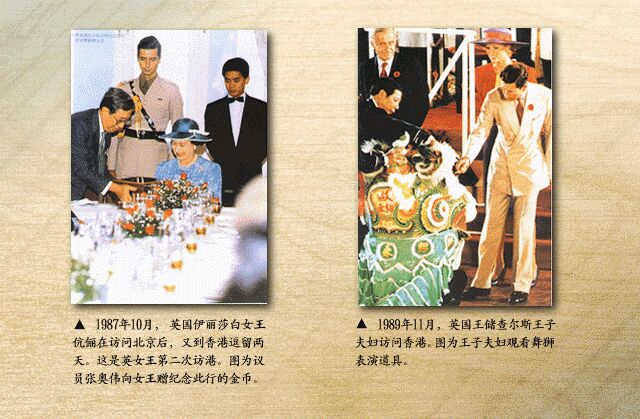 ▲ 1987年10月，英国伊丽莎白女王
伉俪在访问北京后，又到香港逗留两
天。这是英女王第二次访港。图为议
员张奥伟向女王赠纪念此行的金币。
▲ 1989年11月，英国王储查尔斯王子
夫妇访问香港。图为王子夫妇观看舞狮
表演道具。